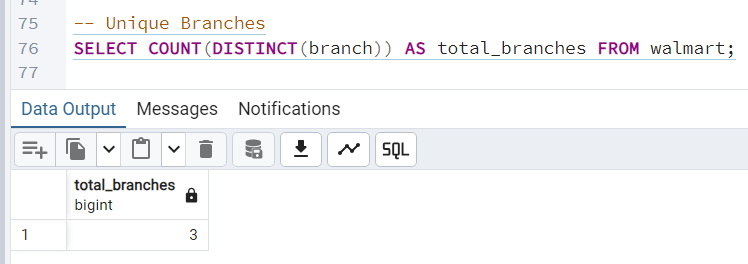 75 -- Unique Branches
76 SELECT COUNT(DISTINCT(branch)) AS total_branches FROM walmart;
77
Data Output Messages Notifications
SQL
total_branches
bigint
1 3